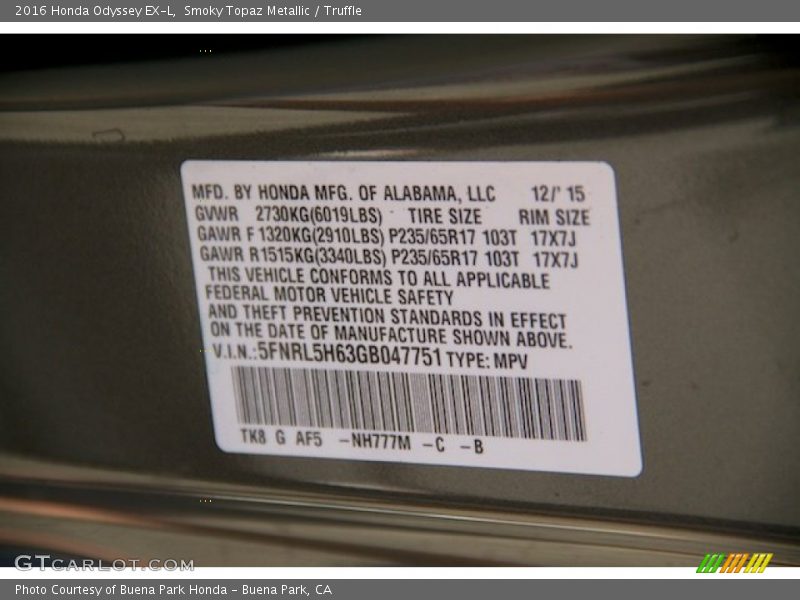 2016 Honda Odyssey EX-L,  Smoky Topaz Metallic / Truffle
MFD. BY HONDA MFG. OF ALABAMA, LLC 12/' 15
GVWR 2730KG(6019LBS) TIRE SIZE RIM SIZE
GAWR F 1320KG(2910LBS) P235/65R17 103T 17X7J
GAWR R1515KG(3340LBS) P235/65R17 103T 17X7J
THIS VEHICLE CONFORMS TO ALL APPLICABLE
FEDERAL MOTOR VEHICLE SAFETY
AND THEFT PREVENTION STANDARDS IN EFFECT
ON THE DATE OF MANUFACTURE SHOWN ABOVE.
V.I.N.:5FNRL5H63GB047751 TYPE: MPV
TK8 G AF5 -NH777M -C -B
GTCARLOT.COM
Photo Courtesy of Buena Park Honda - Buena Park, CA